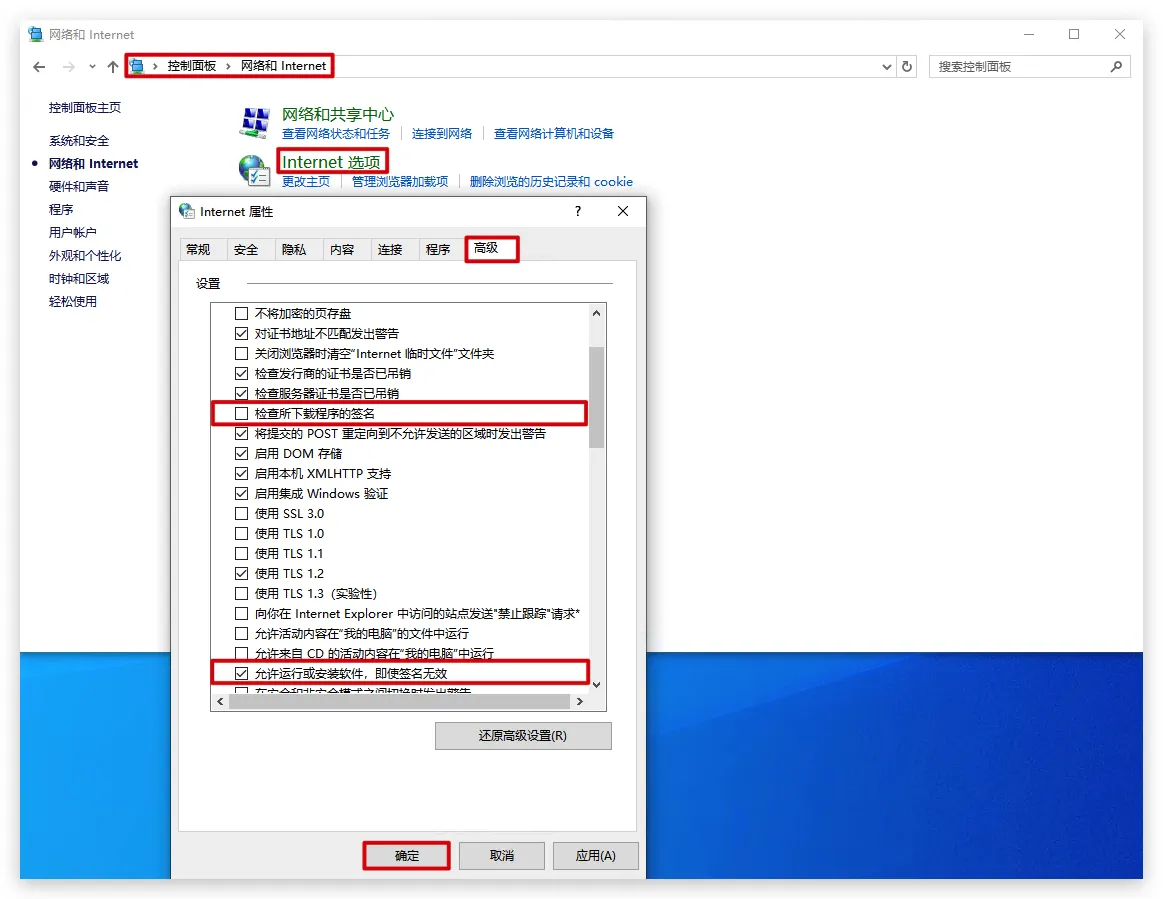 网络和 Internet
控制面板 网络和 Internet
搜索控制面板
控制面板主页
系统和安全
网络和 Internet
硬件和声音
程序
用户帐户
外观和个性化
时钟和区域
轻松使用
网络和共享中心
查看网络状态和任务 连接到网络 查看网络计算机和设备
Internet 选项
更改主页 管理浏览器加载项 删除浏览的历史记录和 cookie
Internet 属性
?
常规 安全 隐私 内容 连接 程序 高级
设置
不将加密的页存盘
对证书地址不匹配发出警告
关闭浏览器时清空“Internet 临时文件”文件夹
检查发行商的证书是否已吊销
检查服务器证书是否已吊销
检查所下载程序的签名
将提交的 POST 重定向到不允许发送的区域时发出警告
启用 DOM 存储
启用本机 XMLHTTP 支持
启用集成 Windows 验证
使用 SSL 3.0
使用 TLS 1.0
使用 TLS 1.1
使用 TLS 1.2
使用 TLS 1.3（实验性）
向你在 Internet Explorer 中访问的站点发送"禁止跟踪"请求*
允许活动内容在“我的电脑”的文件中运行
允许来自 CD 的活动内容在“我的电脑”中运行
允许运行或安装软件，即使签名无效
在安全和非安全模式之间切换时发出警告
还原高级设置(R)
确定 取消 应用(A)